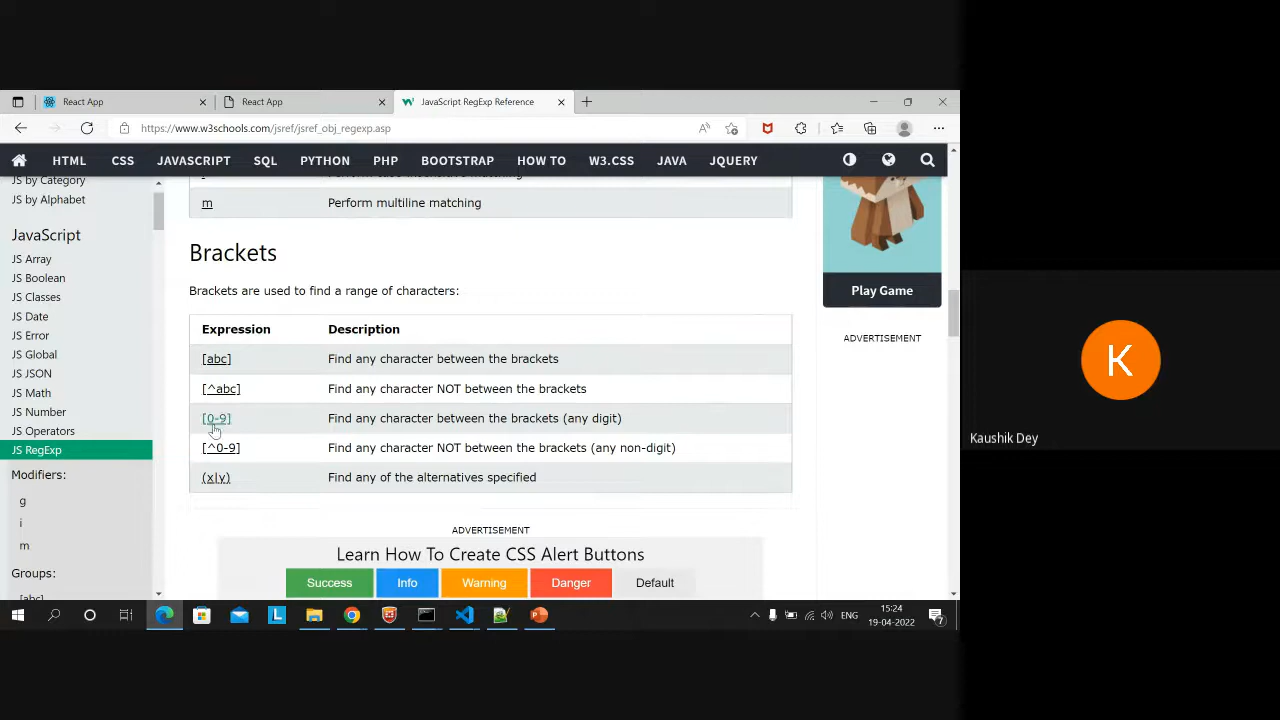 React App
React App
JavaScript RegExp Reference
https://www.w3schools.com/jsref/jsref_obj_regexp.asp
HTML CSS JAVASCRIPT SQL PYTHON PHP BOOTSTRAP HOW TO W3.CSS JAVA JQUERY
JS by Category
JS by Alphabet
JavaScript
JS Array
JS Boolean
JS Classes
JS Date
JS Error
JS Global
JS JSON
JS Math
JS Number
JS Operators
JS RegExp
Modifiers:
g
i
m
Groups:
[abc]
m Perform multiline matching
Brackets
Brackets are used to find a range of characters:
Expression Description
[abc] Find any character between the brackets
[^abc] Find any character NOT between the brackets
[0-9] Find any character between the brackets (any digit)
[^0-9] Find any character NOT between the brackets (any non-digit)
(x|y) Find any of the alternatives specified
ADVERTISEMENT
Learn How To Create CSS Alert Buttons
Success Info Warning Danger Default
Play Game
ADVERTISEMENT
K
Kaushik Dey
ENG
15:24
19-04-2022
7